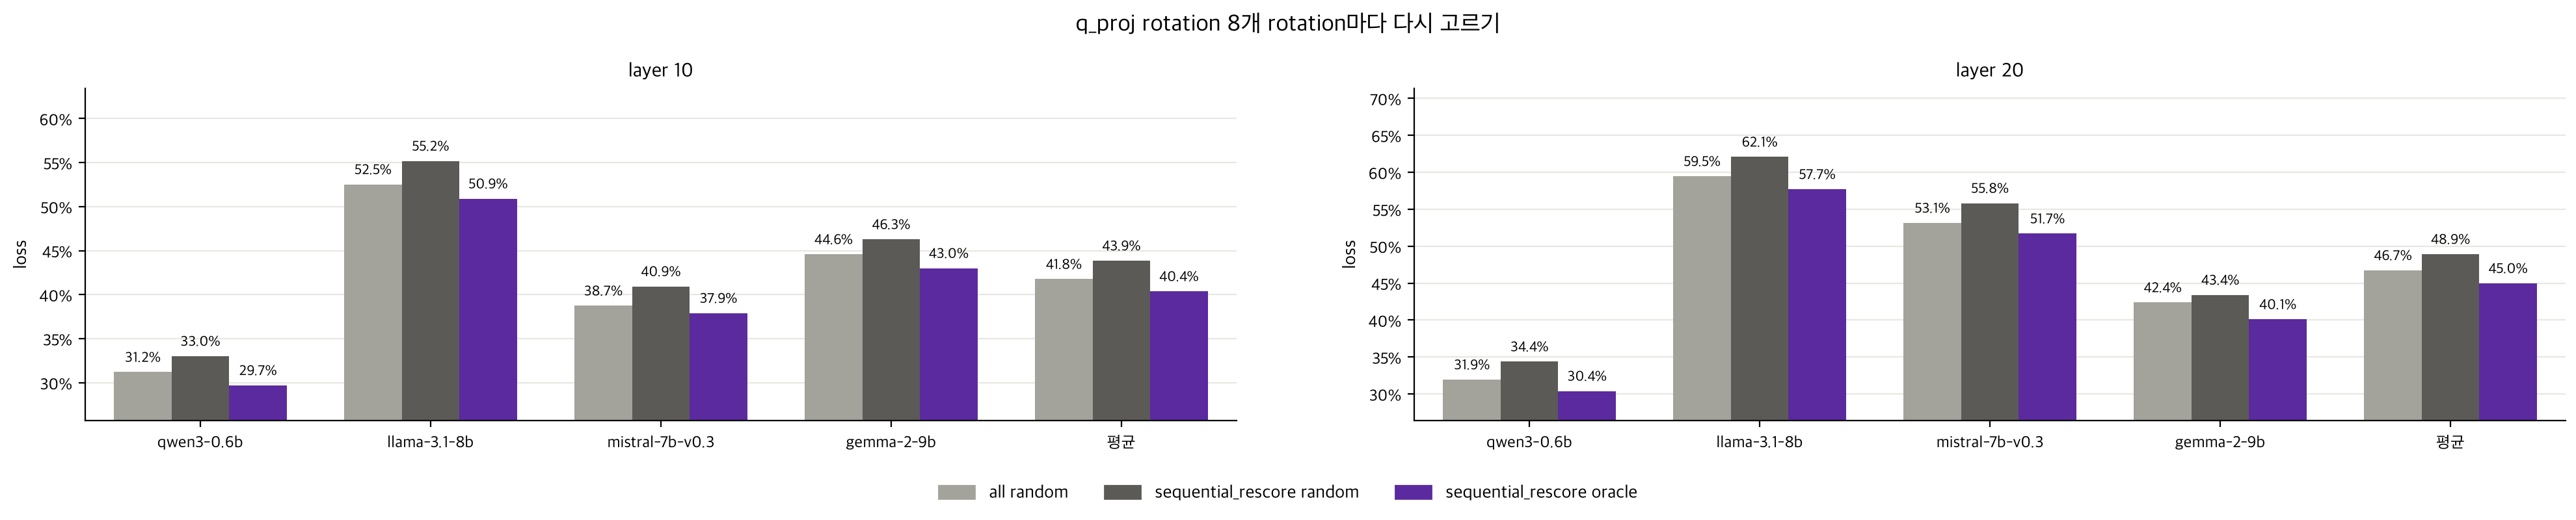 q_proj rotation 8개 rotation마다 다시 고르기
layer 10
loss
60%
55%
50%
45%
40%
35%
30%
31.2%
33.0%
29.7%
52.5%
55.2%
50.9%
38.7%
40.9%
37.9%
44.6%
46.3%
43.0%
41.8%
43.9%
40.4%
qwen3-0.6b
llama-3.1-8b
mistral-7b-v0.3
gemma-2-9b
평균
layer 20
loss
70%
65%
60%
55%
50%
45%
40%
35%
30%
31.9%
34.4%
30.4%
59.5%
62.1%
57.7%
53.1%
55.8%
51.7%
42.4%
43.4%
40.1%
46.7%
48.9%
45.0%
qwen3-0.6b
llama-3.1-8b
mistral-7b-v0.3
gemma-2-9b
평균
all random
sequential_rescore random
sequential_rescore oracle